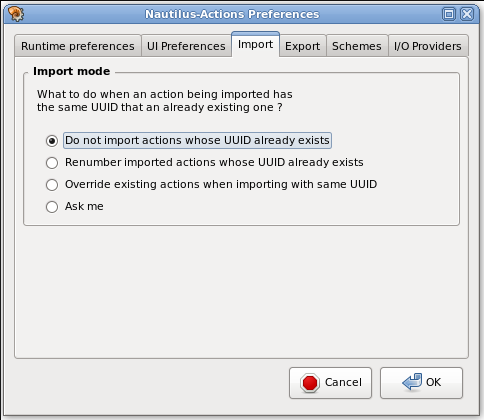 Nautilus-Actions Preferences
Runtime preferences UI Preferences Import Export Schemes I/O Providers
Import mode
What to do when an action being imported has
the same UUID that an already existing one ?
Do not import actions whose UUID already exists
Renumber imported actions whose UUID already exists
Override existing actions when importing with same UUID
Ask me
Cancel OK